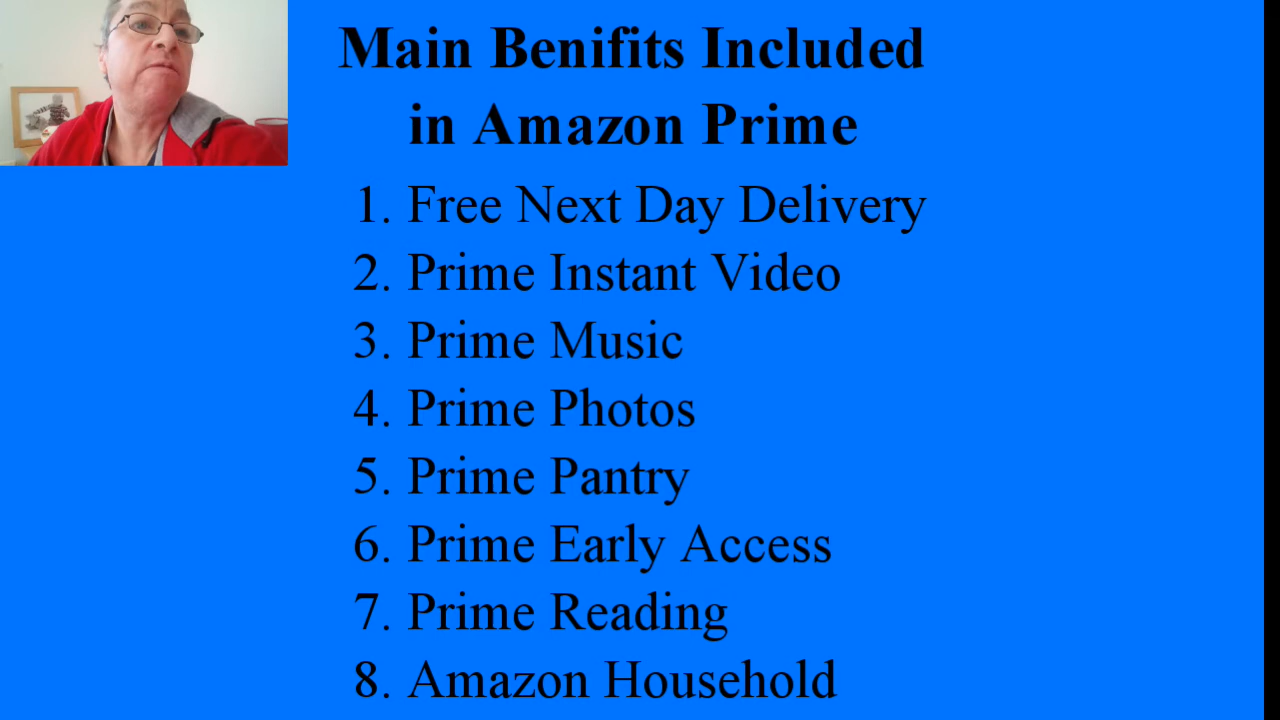 Main Benifits Included
in Amazon Prime
1. Free Next Day Delivery
2. Prime Instant Video
3. Prime Music
4. Prime Photos
5. Prime Pantry
6. Prime Early Access
7. Prime Reading
8. Amazon Household